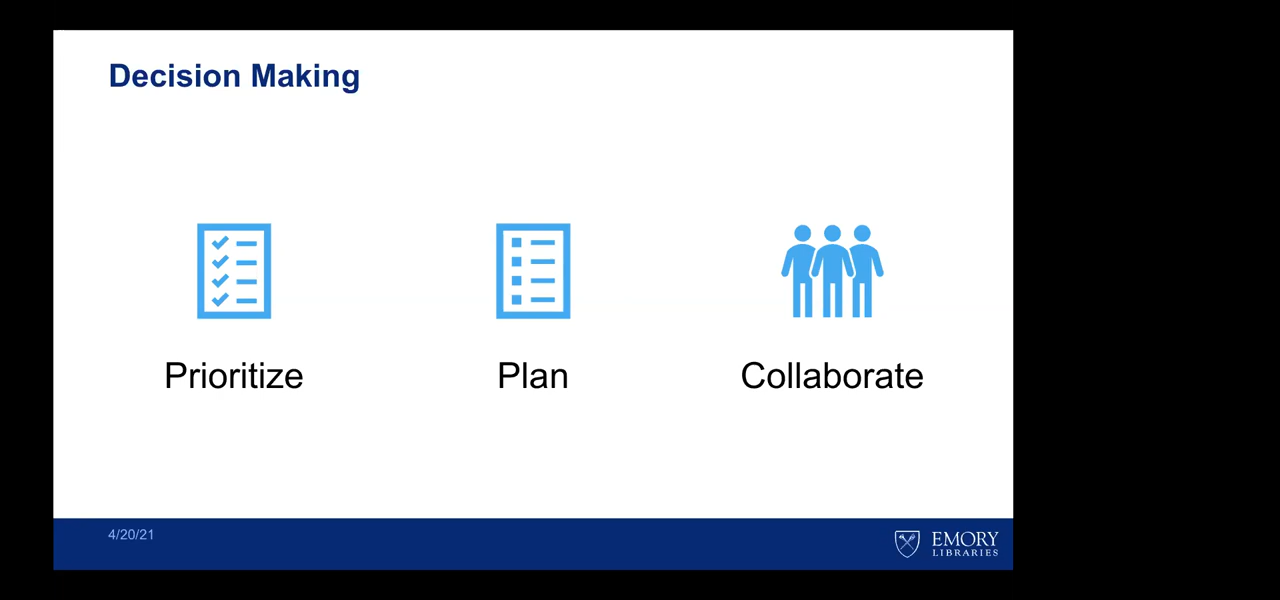 Decision Making
Prioritize
Plan
Collaborate
4/20/21
EMORY
LIBRARIES